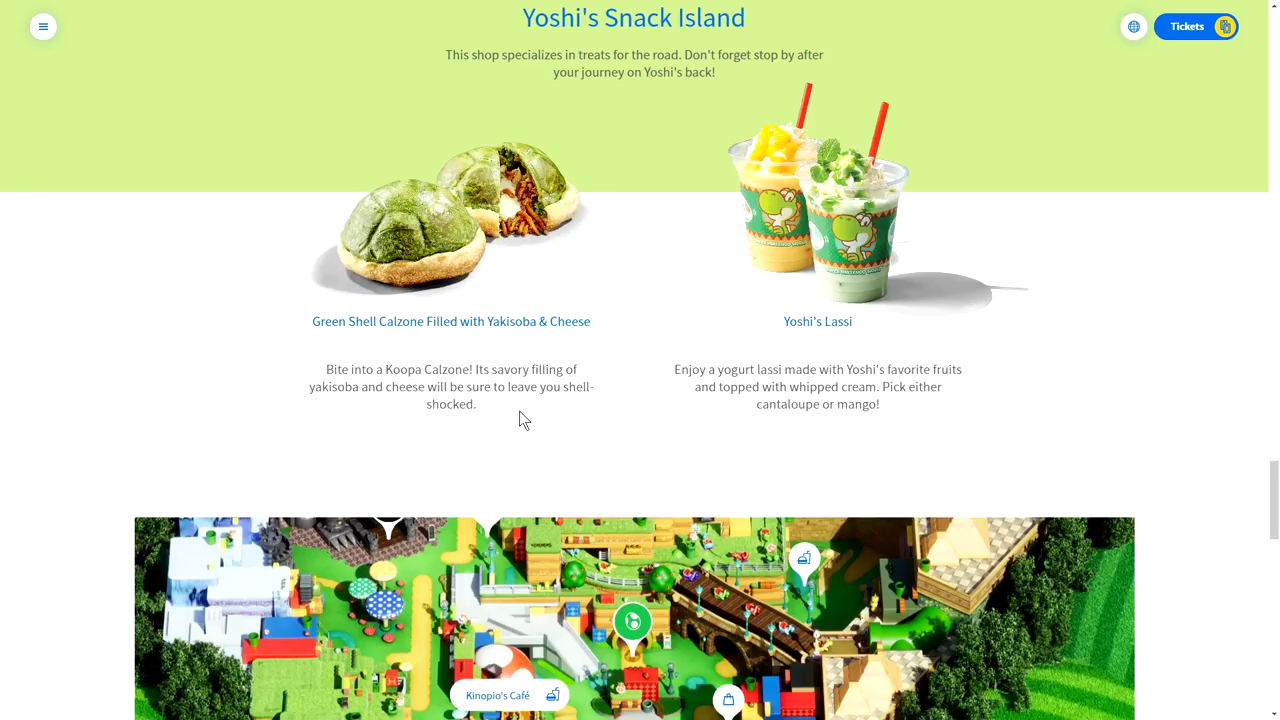 Yoshi's Snack Island
Tickets
This shop specializes in treats for the road. Don't forget stop by after
your journey on Yoshi's back!
Green Shell Calzone Filled with Yakisoba & Cheese
Bite into a Koopa Calzone! Its savory filling of
yakisoba and cheese will be sure to leave you shell-
shocked.
Yoshi's Lassi
Enjoy a yogurt lassi made with Yoshi's favorite fruits
and topped with whipped cream. Pick either
cantaloupe or mango!
Kinopio's Café